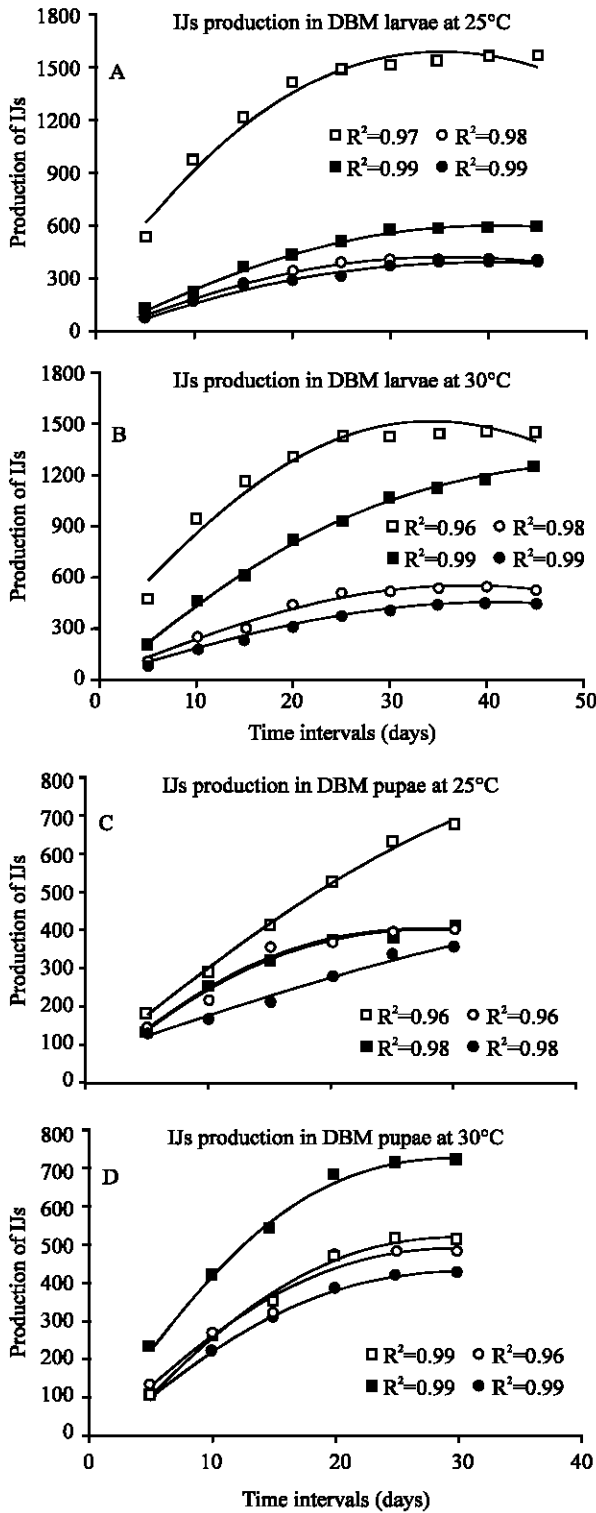 IJs production in DBM larvae at 25°C
A
1800
1500
1200
900
600
300
0
Production of IJs
R²=0.97 R²=0.98
R²=0.99 R²=0.99
IJs production in DBM larvae at 30°C
B
1800
1500
1200
900
600
300
0
Production of IJs
R²=0.96 R²=0.98
R²=0.99 R²=0.99
0 10 20 30 40 50
Time intervals (days)
IJs production in DBM pupae at 25°C
C
800
700
600
500
400
300
200
100
0
Production of IJs
R²=0.96 R²=0.96
R²=0.98 R²=0.98
IJs production in DBM pupae at 30°C
D
800
700
600
500
400
300
200
100
0
Production of IJs
R²=0.99 R²=0.96
R²=0.99 R²=0.99
0 10 20 30 40
Time intervals (days)